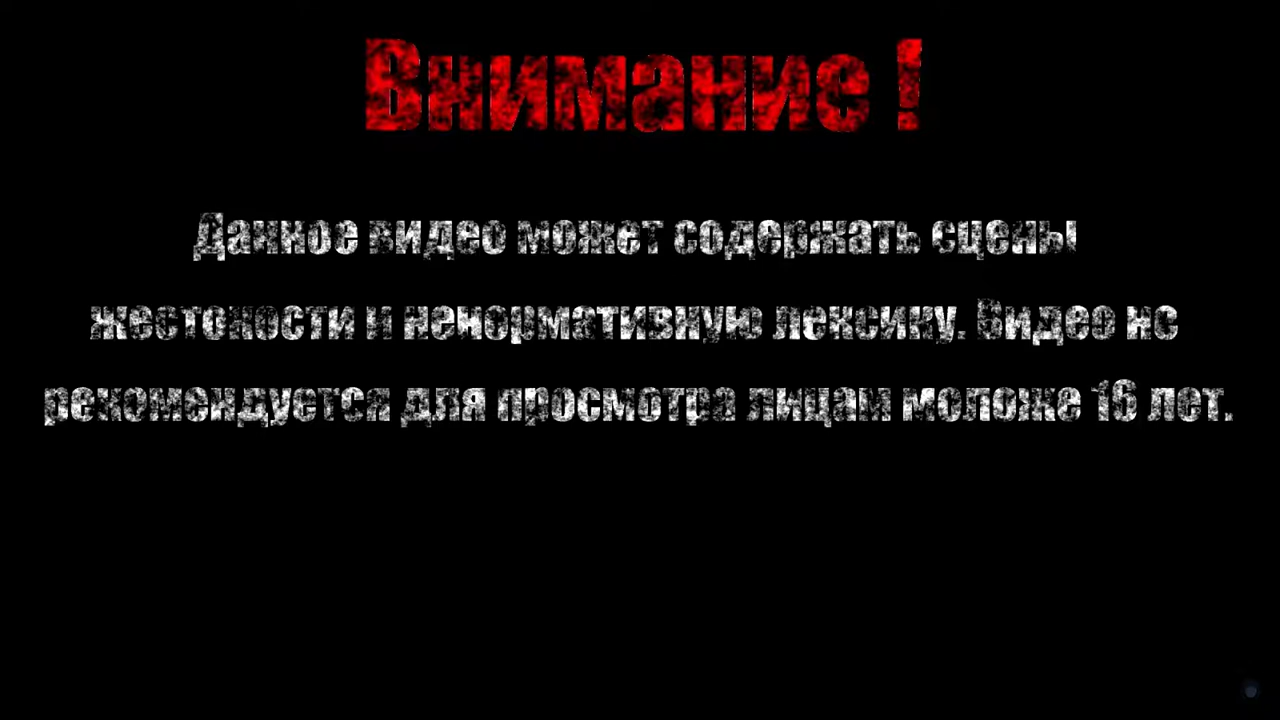 Внимание !
Данное видео может содержать сцены
жестокости и ненормативную лексику. Видео не
рекомендуется для просмотра лицам моложе 16 лет.